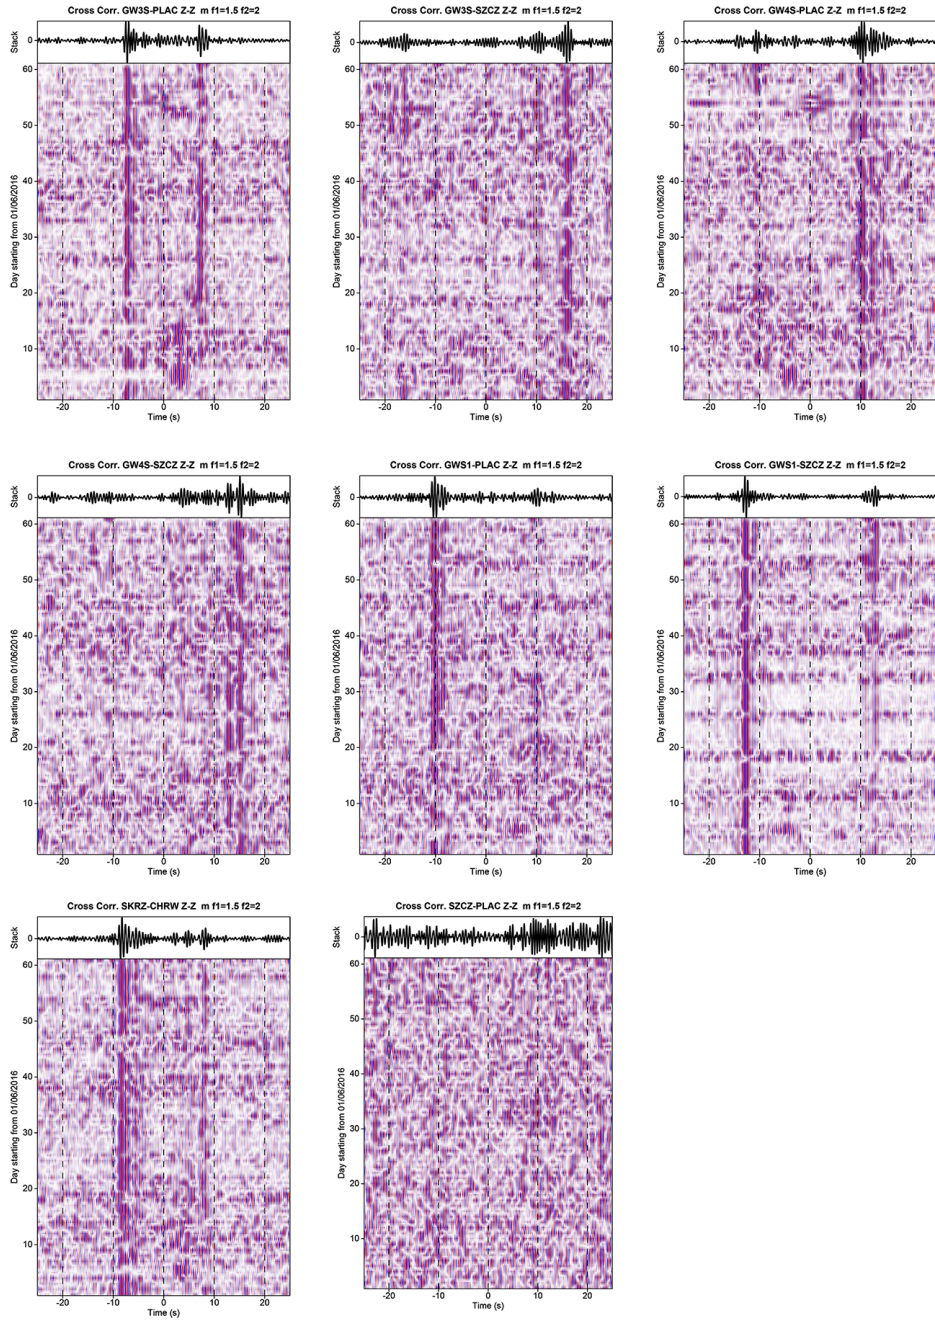 Cross Corr. GW3S-PLAC Z-Z m f1=1.5 f2=2
Stack
0
60
50
40
30
20
10
Day starting from 01/06/2016
-20 -10 0 10 20
Time (s)
Cross Corr. GW3S-SZCZ Z-Z m f1=1.5 f2=2
Stack
0
60
50
40
30
20
10
Day starting from 01/06/2016
-20 -10 0 10 20
Time (s)
Cross Corr. GW4S-PLAC Z-Z m f1=1.5 f2=2
Stack
0
60
50
40
30
20
10
Day starting from 01/06/2016
-20 -10 0 10 20
Time (s)
Cross Corr. GW4S-SZCZ Z-Z m f1=1.5 f2=2
Stack
0
60
50
40
30
20
10
Day starting from 01/06/2016
-20 -10 0 10 20
Time (s)
Cross Corr. GWS1-PLAC Z-Z m f1=1.5 f2=2
Stack
0
60
50
40
30
20
10
Day starting from 01/06/2016
-20 -10 0 10 20
Time (s)
Cross Corr. GWS1-SZCZ Z-Z m f1=1.5 f2=2
Stack
0
60
50
40
30
20
10
Day starting from 01/06/2016
-20 -10 0 10 20
Time (s)
Cross Corr. SKRZ-CHRW Z-Z m f1=1.5 f2=2
Stack
0
60
50
40
30
20
10
Day starting from 01/06/2016
-20 -10 0 10 20
Time (s)
Cross Corr. SZCZ-PLAC Z-Z m f1=1.5 f2=2
Stack
0
60
50
40
30
20
10
Day starting from 01/06/2016
-20 -10 0 10 20
Time (s)